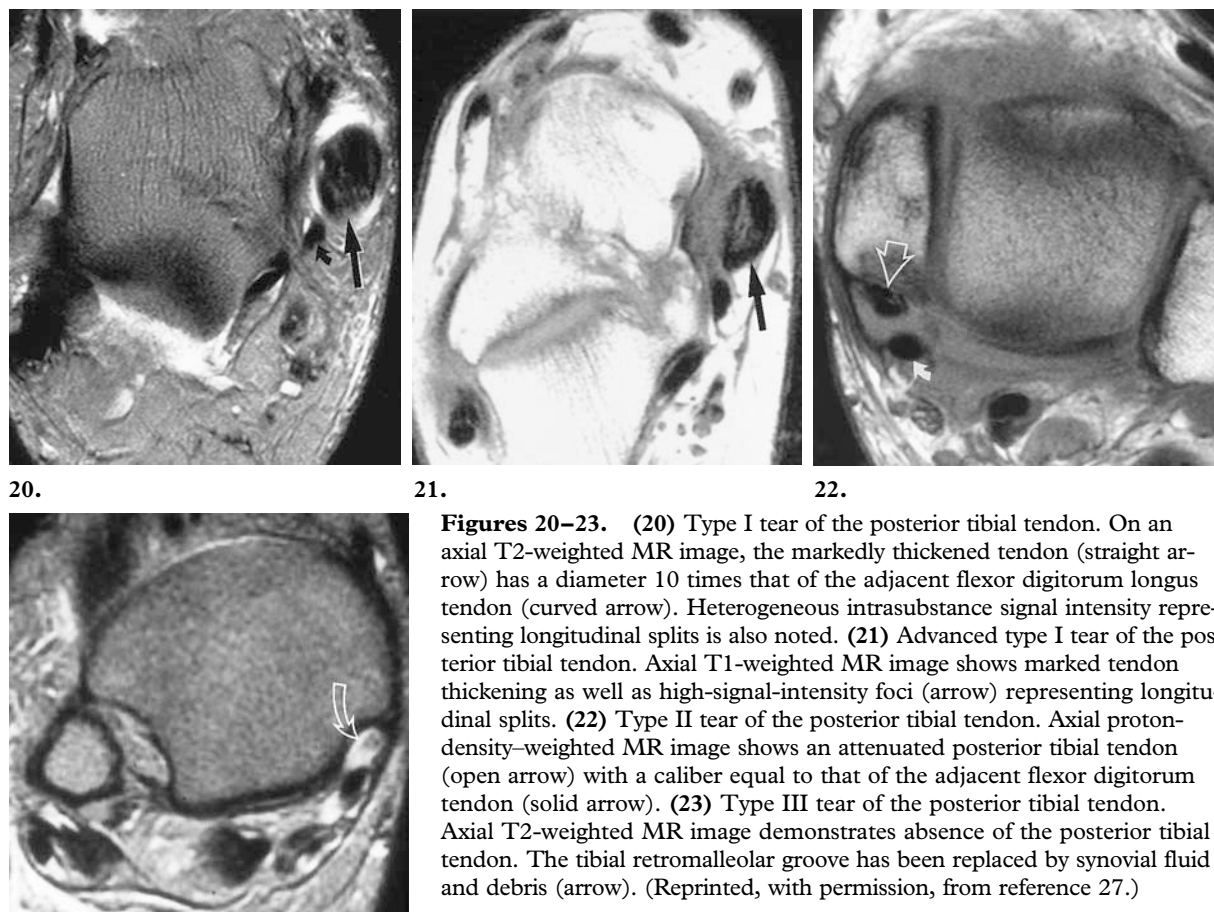 20.
21.
22.
Figures 20–23. (20) Type I tear of the posterior tibial tendon. On an
axial T2-weighted MR image, the markedly thickened tendon (straight ar-
row) has a diameter 10 times that of the adjacent flexor digitorum longus
tendon (curved arrow). Heterogeneous intrasubstance signal intensity repre-
senting longitudinal splits is also noted. (21) Advanced type I tear of the pos
terior tibial tendon. Axial T1-weighted MR image shows marked tendon
thickening as well as high-signal-intensity foci (arrow) representing longitu-
dinal splits. (22) Type II tear of the posterior tibial tendon. Axial proton-
density–weighted MR image shows an attenuated posterior tibial tendon
(open arrow) with a caliber equal to that of the adjacent flexor digitorum
tendon (solid arrow). (23) Type III tear of the posterior tibial tendon.
Axial T2-weighted MR image demonstrates absence of the posterior tibial
tendon. The tibial retromalleolar groove has been replaced by synovial fluid
and debris (arrow). (Reprinted, with permission, from reference 27.)